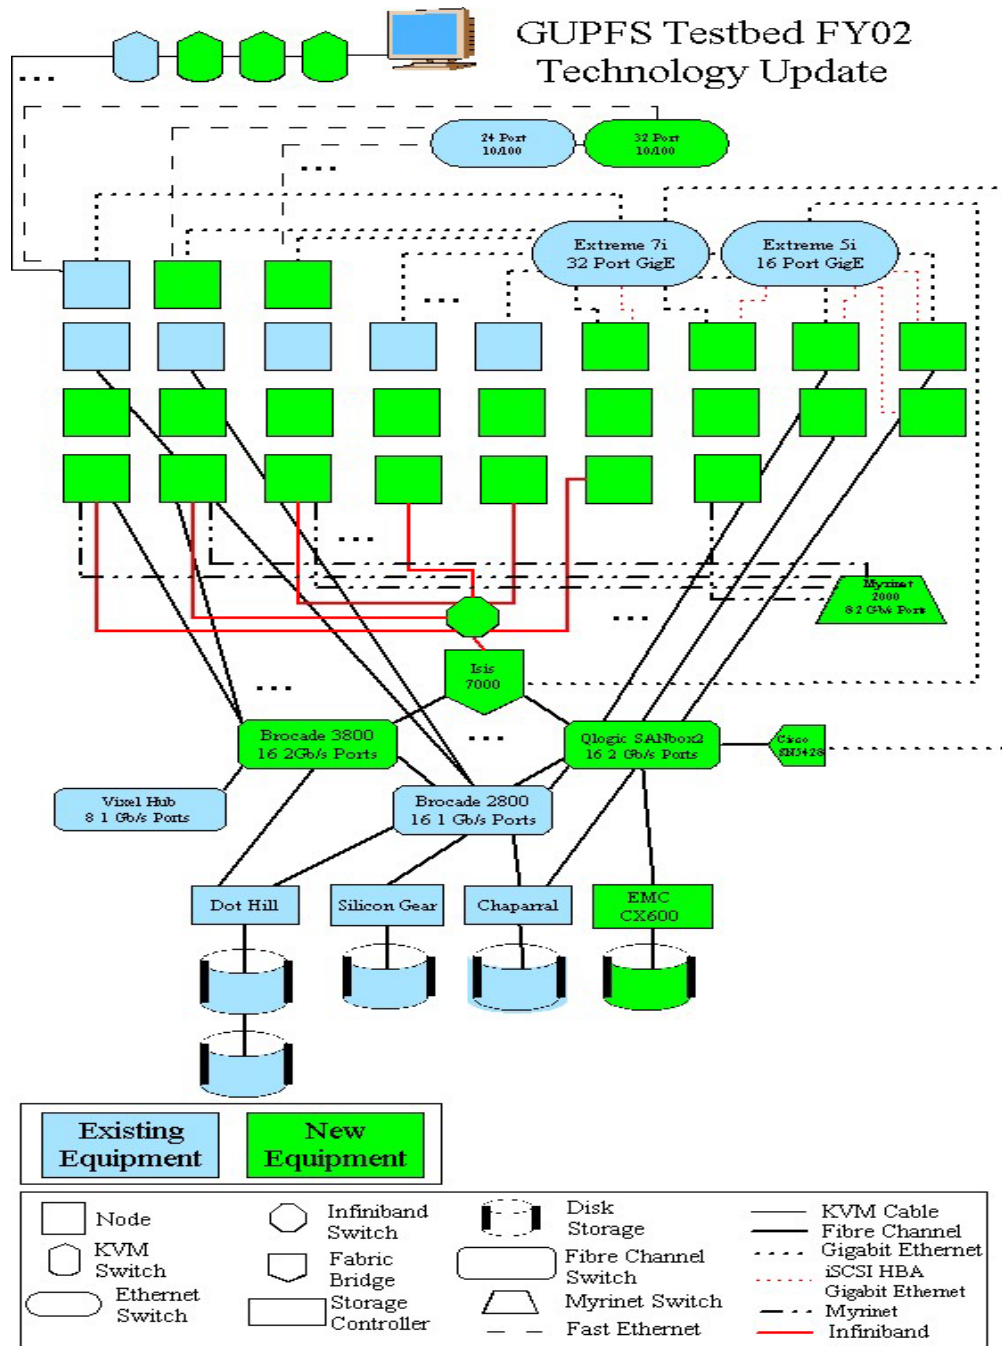 GUPFS Testbed FY02
Technology Update
24 Port
10/100
32 Port
10/100
Extreme 7i
32 Port GigE
Extreme 5i
16 Port GigE
Myrinet
2000
8 2 Gb/s Ports
Isis
7000
Brocade 3800
16 2Gb/s Ports
Qlogic SANbox2
16 2 Gb/s Ports
Cisco
SN5428
Vixel Hub
8 1 Gb/s Ports
Brocade 2800
16 1 Gb/s Ports
Dot Hill
Silicon Gear
Chaparral
EMC
CX600
Existing
Equipment
New
Equipment
Node
KVM
Switch
Ethernet
Switch
Infiniband
Switch
Fabric
Bridge
Storage
Controller
Disk
Storage
Fibre Channel
Switch
Myrinet Switch
Fast Ethernet
KVM Cable
Fibre Channel
Gigabit Ethernet
iSCSI HBA
Gigabit Ethernet
Myrinet
Infiniband